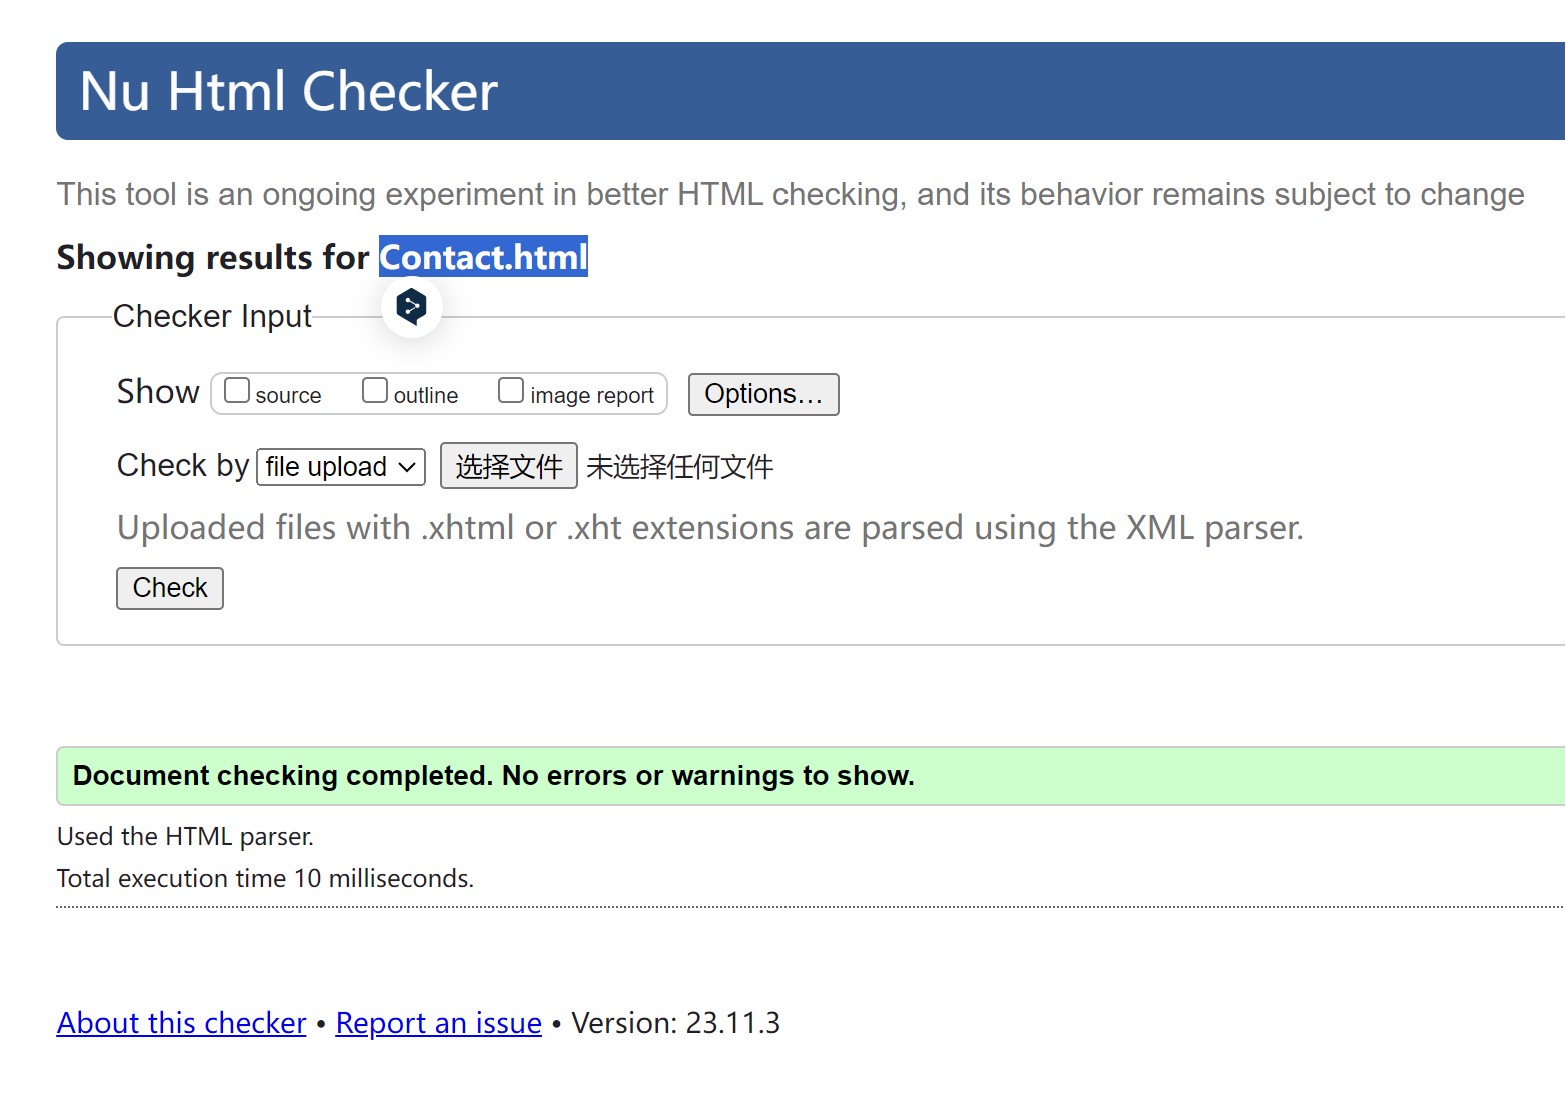 Nu Html Checker
This tool is an ongoing experiment in better HTML checking, and its behavior remains subject to change
Showing results for Contact.html
Checker Input
Show source outline image report Options…
Check by file upload 选择文件 未选择任何文件
Uploaded files with .xhtml or .xht extensions are parsed using the XML parser.
Check
Document checking completed. No errors or warnings to show.
Used the HTML parser.
Total execution time 10 milliseconds.
About this checker • Report an issue • Version: 23.11.3